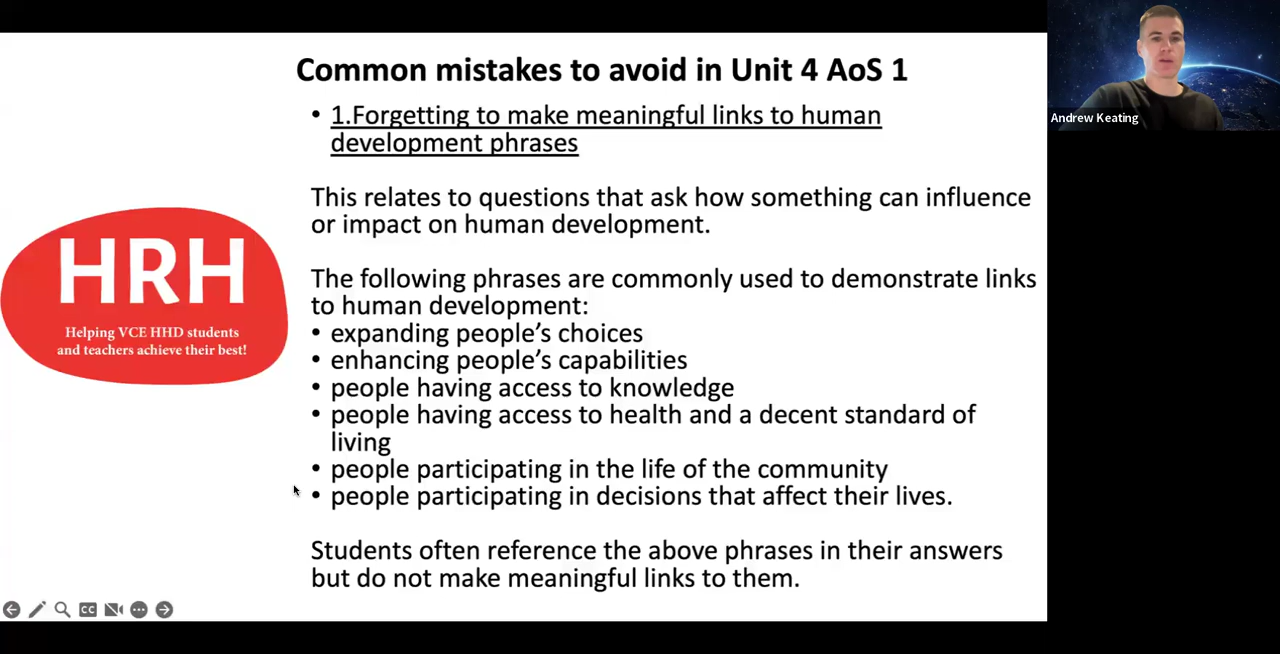 Common mistakes to avoid in Unit 4 AoS 1
• 1.Forgetting to make meaningful links to human
development phrases
This relates to questions that ask how something can influence
or impact on human development.
The following phrases are commonly used to demonstrate links
to human development:
• expanding people’s choices
• enhancing people’s capabilities
• people having access to knowledge
• people having access to health and a decent standard of
living
• people participating in the life of the community
• people participating in decisions that affect their lives.
Students often reference the above phrases in their answers
but do not make meaningful links to them.
HRH
Helping VCE HHD students
and teachers achieve their best!
CC
Andrew Keating